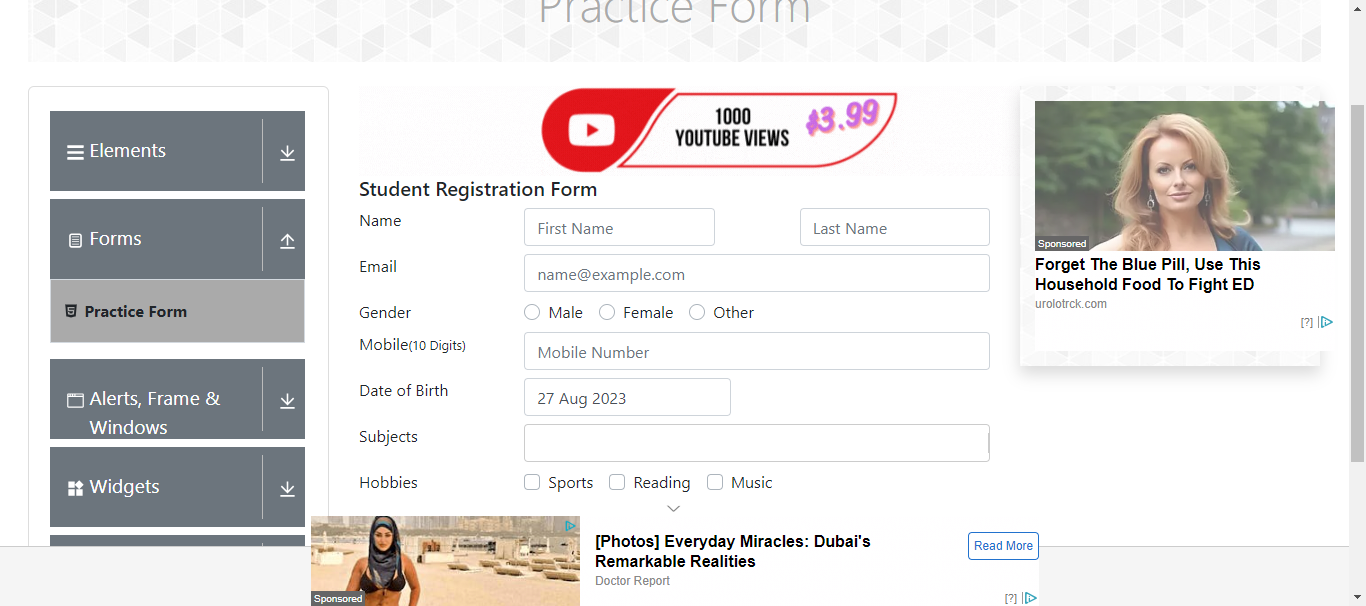 Practice Form
Elements
Forms
Practice Form
Alerts, Frame &
Windows
Widgets
1000
YOUTUBE VIEWS
$3.99
Student Registration Form
Name
First Name
Last Name
Email
name@example.com
Gender
Male
Female
Other
Mobile(10 Digits)
Mobile Number
Date of Birth
27 Aug 2023
Subjects
Hobbies
Sports
Reading
Music
Sponsored
Forget The Blue Pill, Use This
Household Food To Fight ED
urolotrck.com
[?]
Sponsored
[Photos] Everyday Miracles: Dubai's
Remarkable Realities
Doctor Report
Read More
[?]